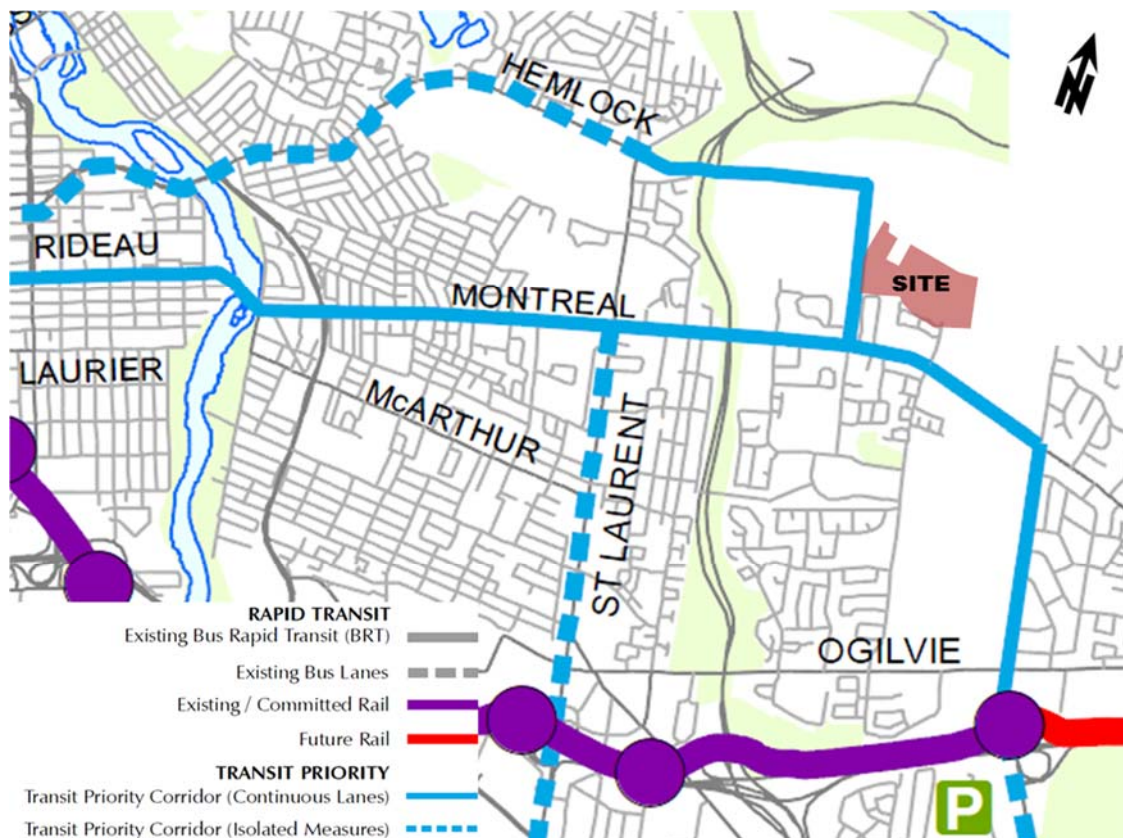 HEMLOCK
N
RIDEAU
SITE
MONTREAL
LAURIER
McARTHUR
ST LAURENT
OGILVIE
RAPID TRANSIT
Existing Bus Rapid Transit (BRT)
Existing Bus Lanes
Existing / Committed Rail
Future Rail
TRANSIT PRIORITY
Transit Priority Corridor (Continuous Lanes)
Transit Priority Corridor (Isolated Measures)
P